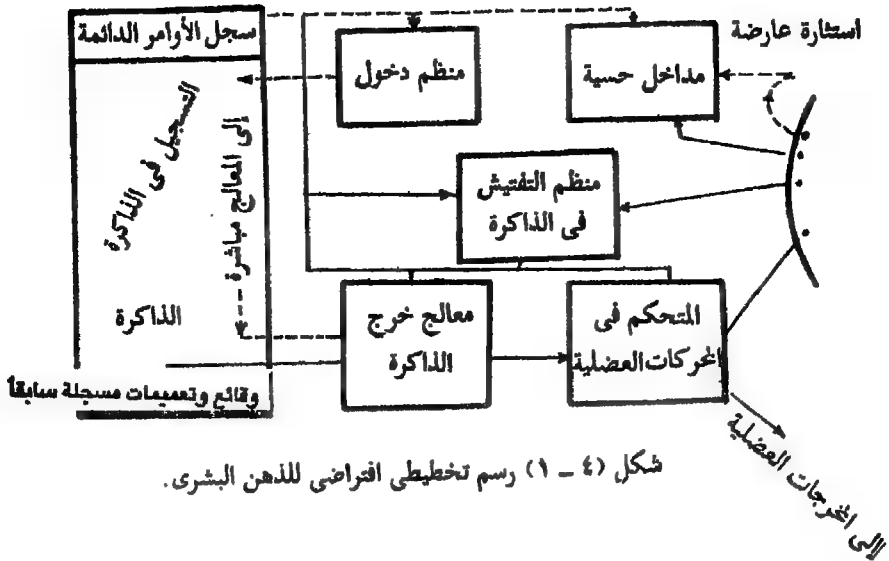 استثارة عارضة
مداخل حسية
منظم دخول
سجل الأوامر الدائمة
التسجيل فى الذاكرة
إلى المعالج مباشرة
منظم التفتيش
فى الذاكرة
الذاكرة
معالج خرج
الذاكرة
المتحكم فى
المحركات العضلية
وقائع وتعميمات مسجلة سابقاً
إلى المخرجات العضلية
شكل (٤ – ١) رسم تخطيطى افتراضى للذهن البشرى.